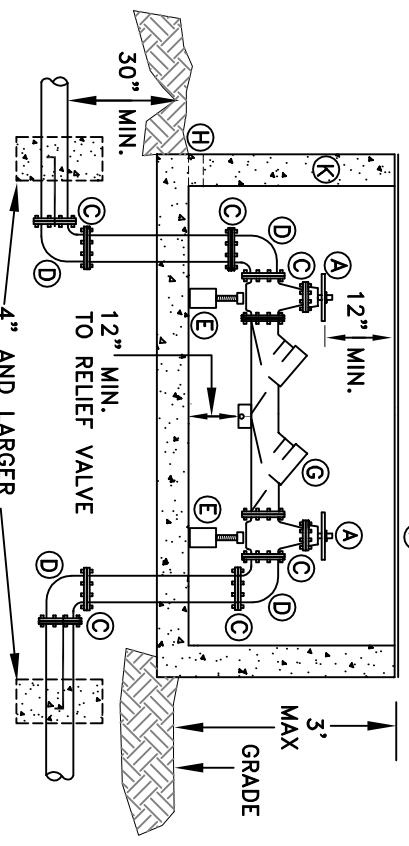 K
A
12" MIN.
A
C
C
D
D
G
3'
MAX
C
C
H
E
E
GRADE
30"
MIN.
12" MIN.
TO RELIEF VALVE
C
D
D
C
4" AND LARGER